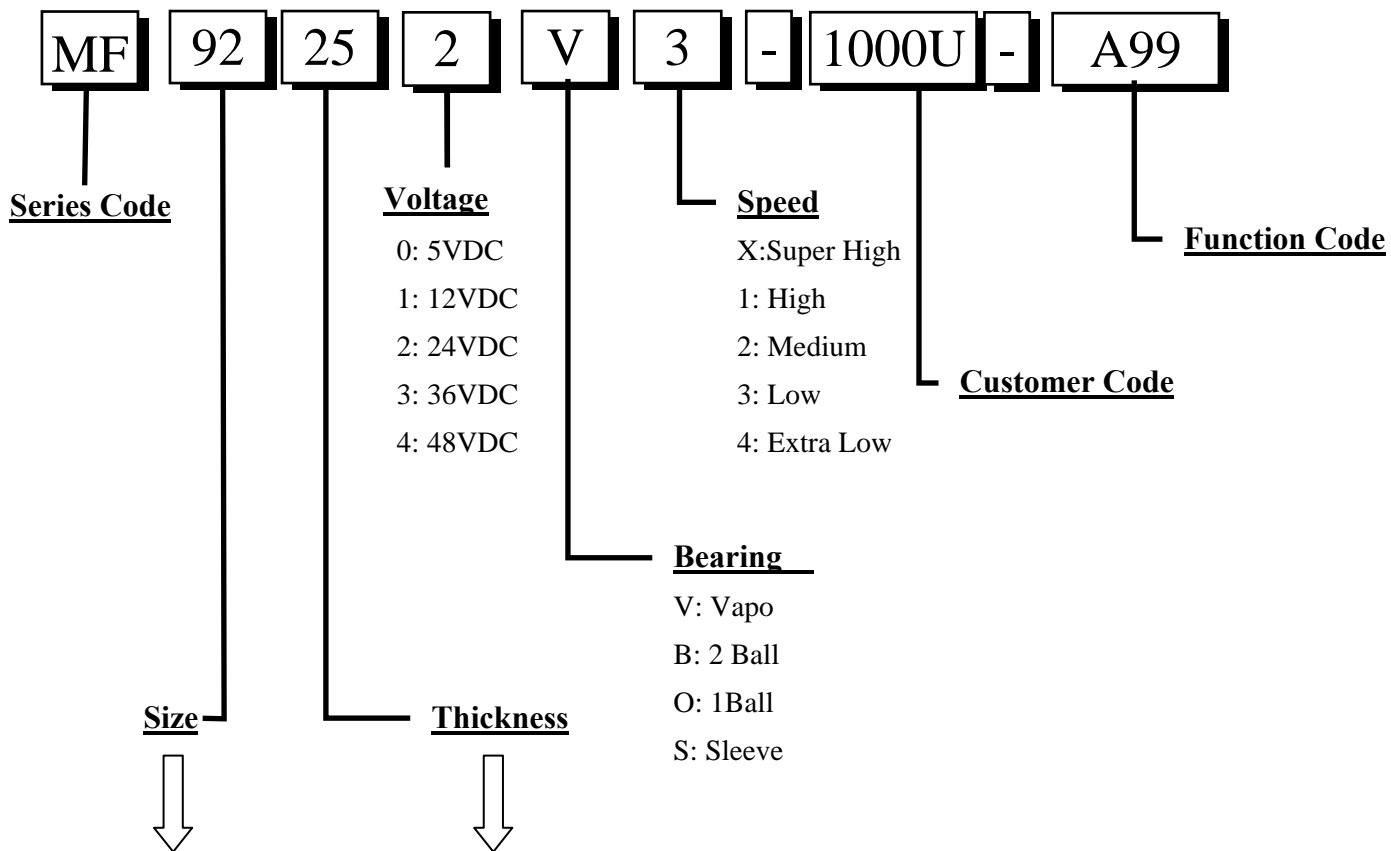 MF 92 25 2 V 3 - 1000U - A99
Series Code
Voltage
0: 5VDC
1: 12VDC
2: 24VDC
3: 36VDC
4: 48VDC
Speed
X:Super High
1: High
2: Medium
3: Low
4: Extra Low
Function Code
Customer Code
Bearing
V: Vapo
B: 2 Ball
O: 1Ball
S: Sleeve
Size
Thickness